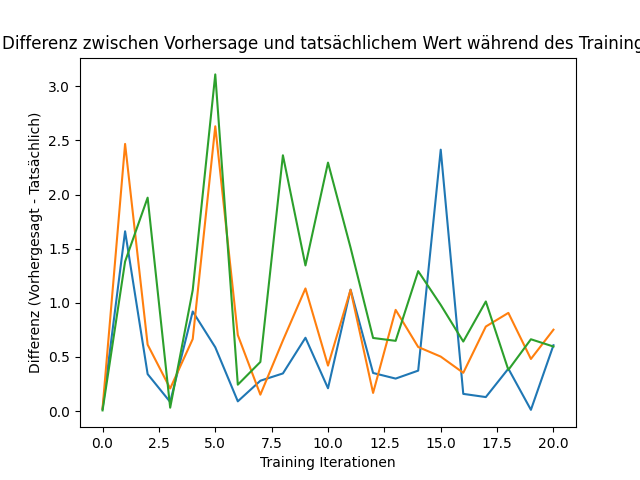 Differenz zwischen Vorhersage und tatsächlichem Wert während des Training
Differenz (Vorhergesagt - Tatsächlich)
3.0
2.5
2.0
1.5
1.0
0.5
0.0
0.0 2.5 5.0 7.5 10.0 12.5 15.0 17.5 20.0
Training Iterationen